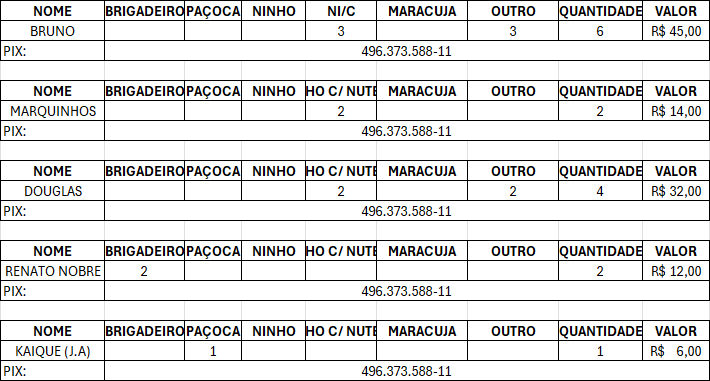 NOME BRIGADEIRO PAÇOCA NINHO NI/C MARACUJA OUTRO QUANTIDADE VALOR
BRUNO 3 3 6 R$ 45,00
PIX: 496.373.588-11
NOME BRIGADEIRO PAÇOCA NINHO HO C/ NUTE MARACUJA OUTRO QUANTIDADE VALOR
MARQUINHOS 2 2 R$ 14,00
PIX: 496.373.588-11
NOME BRIGADEIRO PAÇOCA NINHO HO C/ NUTE MARACUJA OUTRO QUANTIDADE VALOR
DOUGLAS 2 2 4 R$ 32,00
PIX: 496.373.588-11
NOME BRIGADEIRO PAÇOCA NINHO HO C/ NUTE MARACUJA OUTRO QUANTIDADE VALOR
RENATO NOBRE 2 2 R$ 12,00
PIX: 496.373.588-11
NOME BRIGADEIRO PAÇOCA NINHO HO C/ NUTE MARACUJA OUTRO QUANTIDADE VALOR
KAIQUE (J.A) 1 1 R$ 6,00
PIX: 496.373.588-11